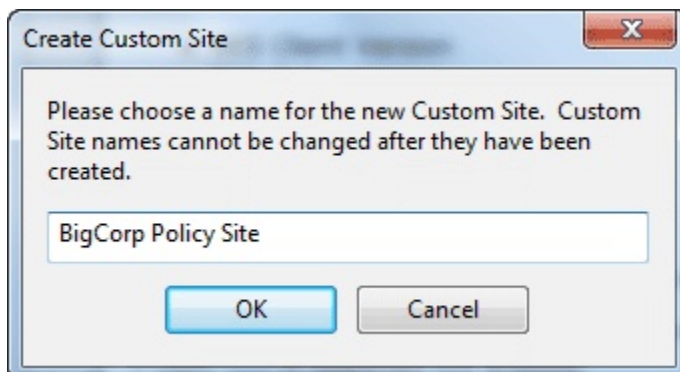 Create Custom Site
Please choose a name for the new Custom Site.  Custom
Site names cannot be changed after they have been
created.
BigCorp Policy Site
OK
Cancel